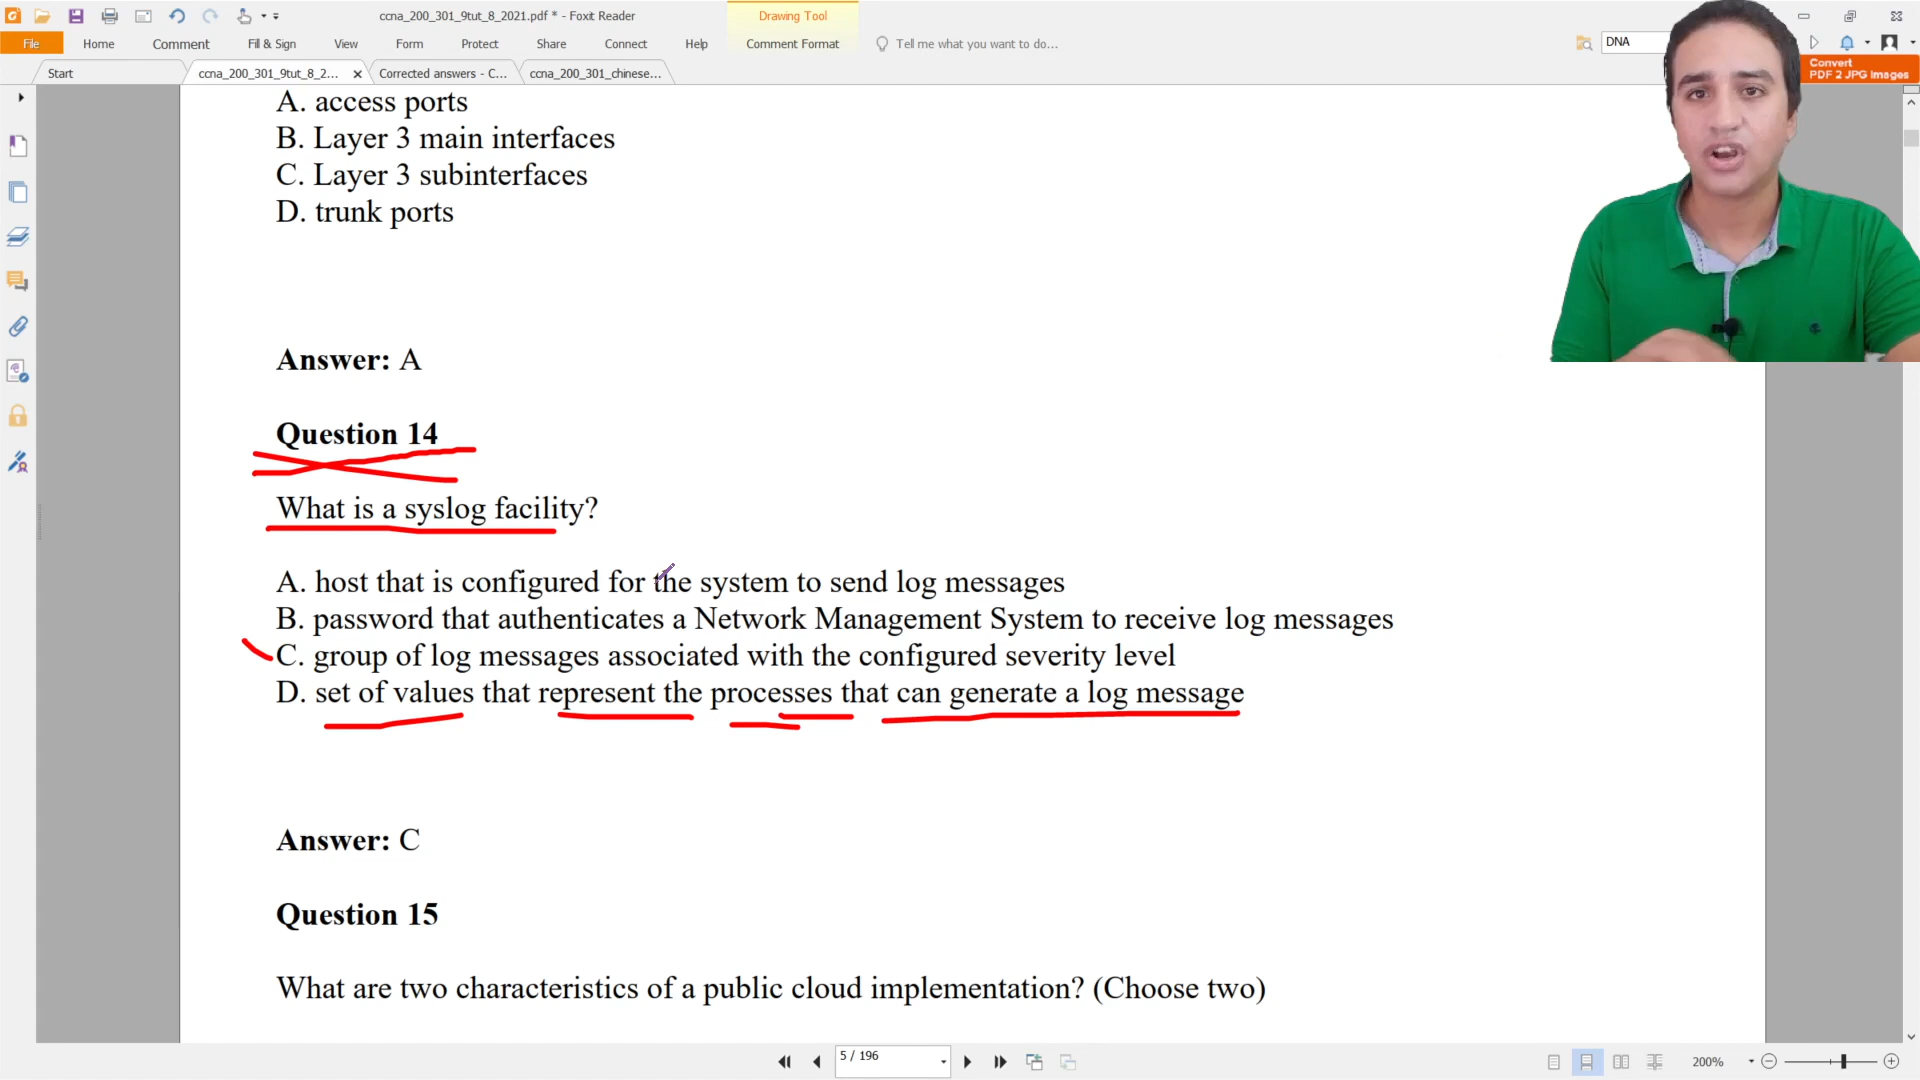 ccna_200_301_9tut_8_2021.pdf * - Foxit Reader
Drawing Tool
File
Home
Comment
Fill & Sign
View
Form
Protect
Share
Connect
Help
Comment Format
Tell me what you want to do...
DNA
Start
ccna_200_301_9tut_8_2...
Corrected answers - C...
ccna_200_301_chinese...
Convert
PDF 2 JPG Images
A. access ports
B. Layer 3 main interfaces
C. Layer 3 subinterfaces
D. trunk ports
Answer: A
Question 14
What is a syslog facility?
A. host that is configured for the system to send log messages
B. password that authenticates a Network Management System to receive log messages
C. group of log messages associated with the configured severity level
D. set of values that represent the processes that can generate a log message
Answer: C
Question 15
What are two characteristics of a public cloud implementation? (Choose two)
5 / 196
200%